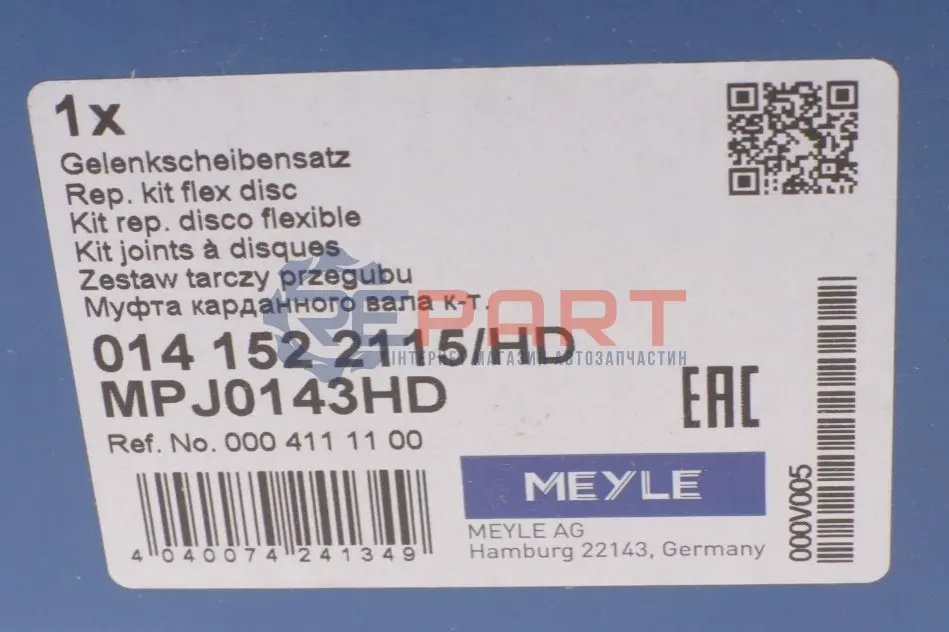 1x
Gelenkscheibensatz
Rep. kit flex disc
Kit rep. disco flexible
Kit joints à disques
Zestaw tarczy przegubu
Муфта карданного вала к-т.
REPART
ІНТЕРНЕТ МАГАЗИН АВТОЗАПЧАСТИН
014 152 2115/HD
MPJ0143HD
Ref. No. 000 411 11 00
EAC
MEYLE
MEYLE AG
Hamburg 22143, Germany
4 040074 241349
000V005